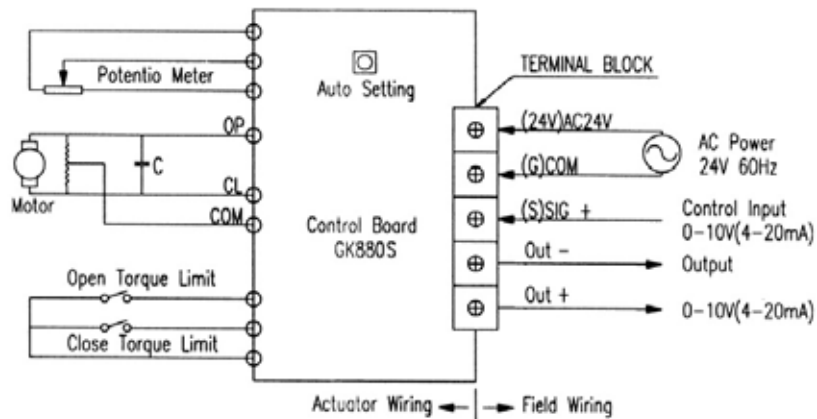 Potentio Meter
Auto Setting
TERMINAL BLOCK
OP
(24V)AC24V
AC Power
24V 60Hz
C
(G)COM
Motor
CL
COM
Control Board
GK880S
(S)SIG +
Control Input
0-10V(4-20mA)
Out -
Output
Open Torque Limit
Out +
0-10V(4-20mA)
Close Torque Limit
Actuator Wiring
Field Wiring